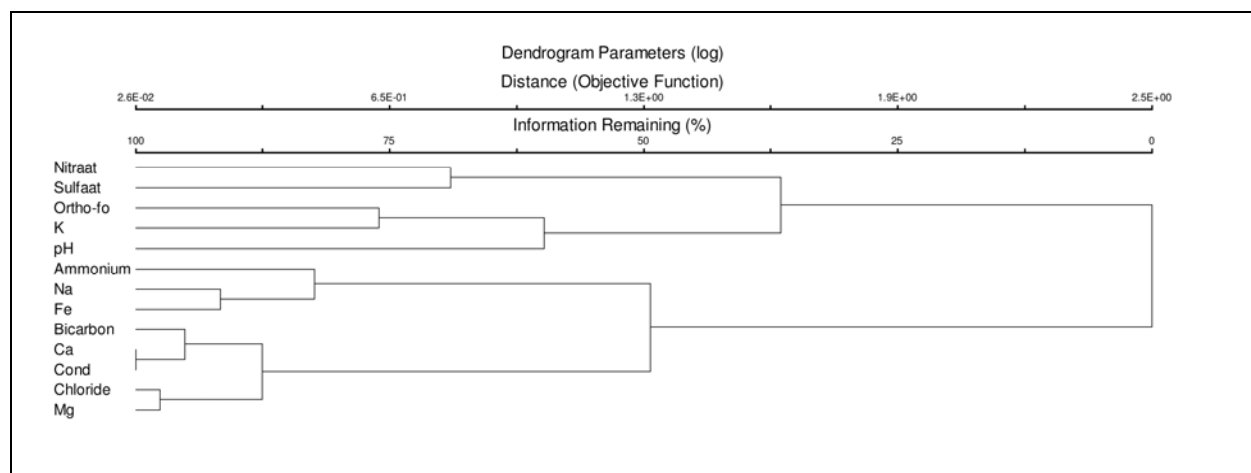 Dendrogram Parameters (log)
Distance (Objective Function)
2.6E-02 6.5E-01 1.3E+00 1.9E+00 2.5E+00
Information Remaining (%)
100 75 50 25 0
Nitraat
Sulfaat
Ortho-fo
K
pH
Ammonium
Na
Fe
Bicarbon
Ca
Cond
Chloride
Mg